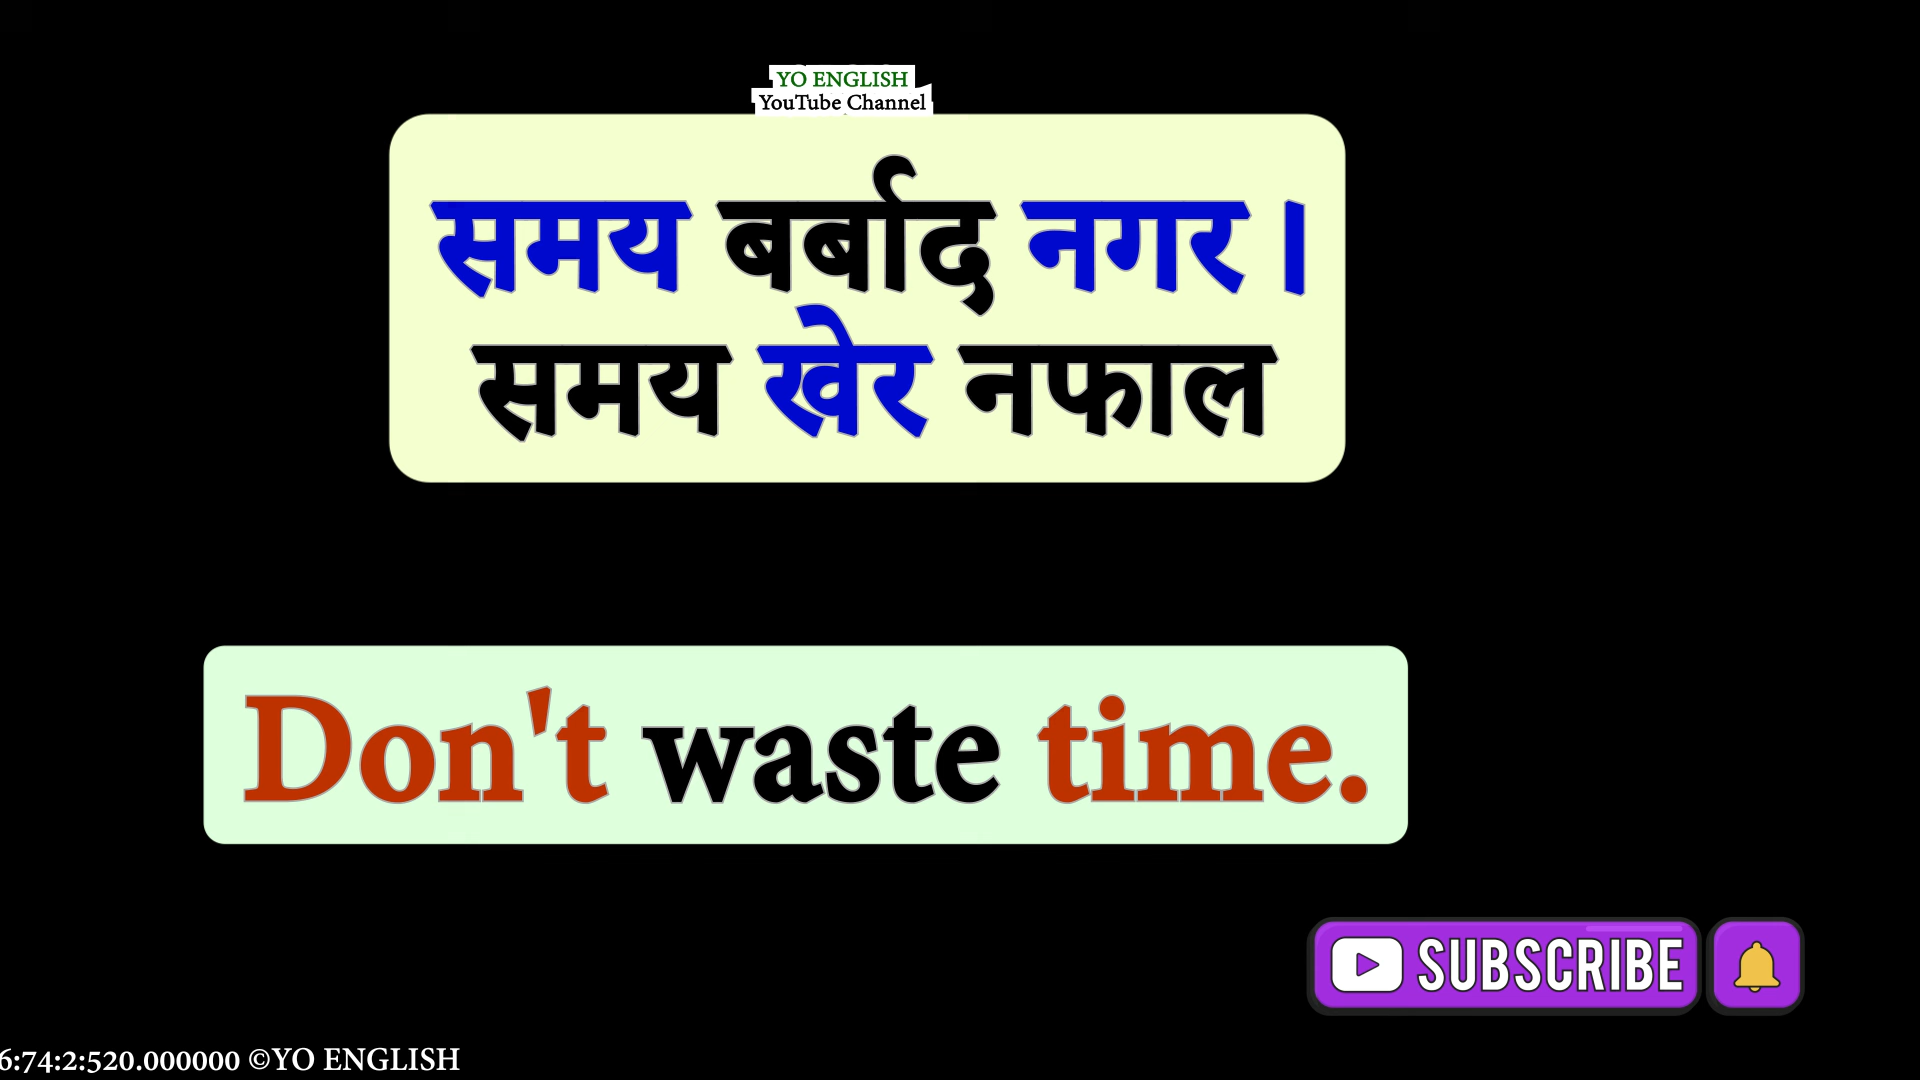 YO ENGLISH
YouTube Channel
समय बर्बाद नगर ।
समय खेर नफाल
Don't waste time.
SUBSCRIBE
6:74:2:520.000000 ©YO ENGLISH